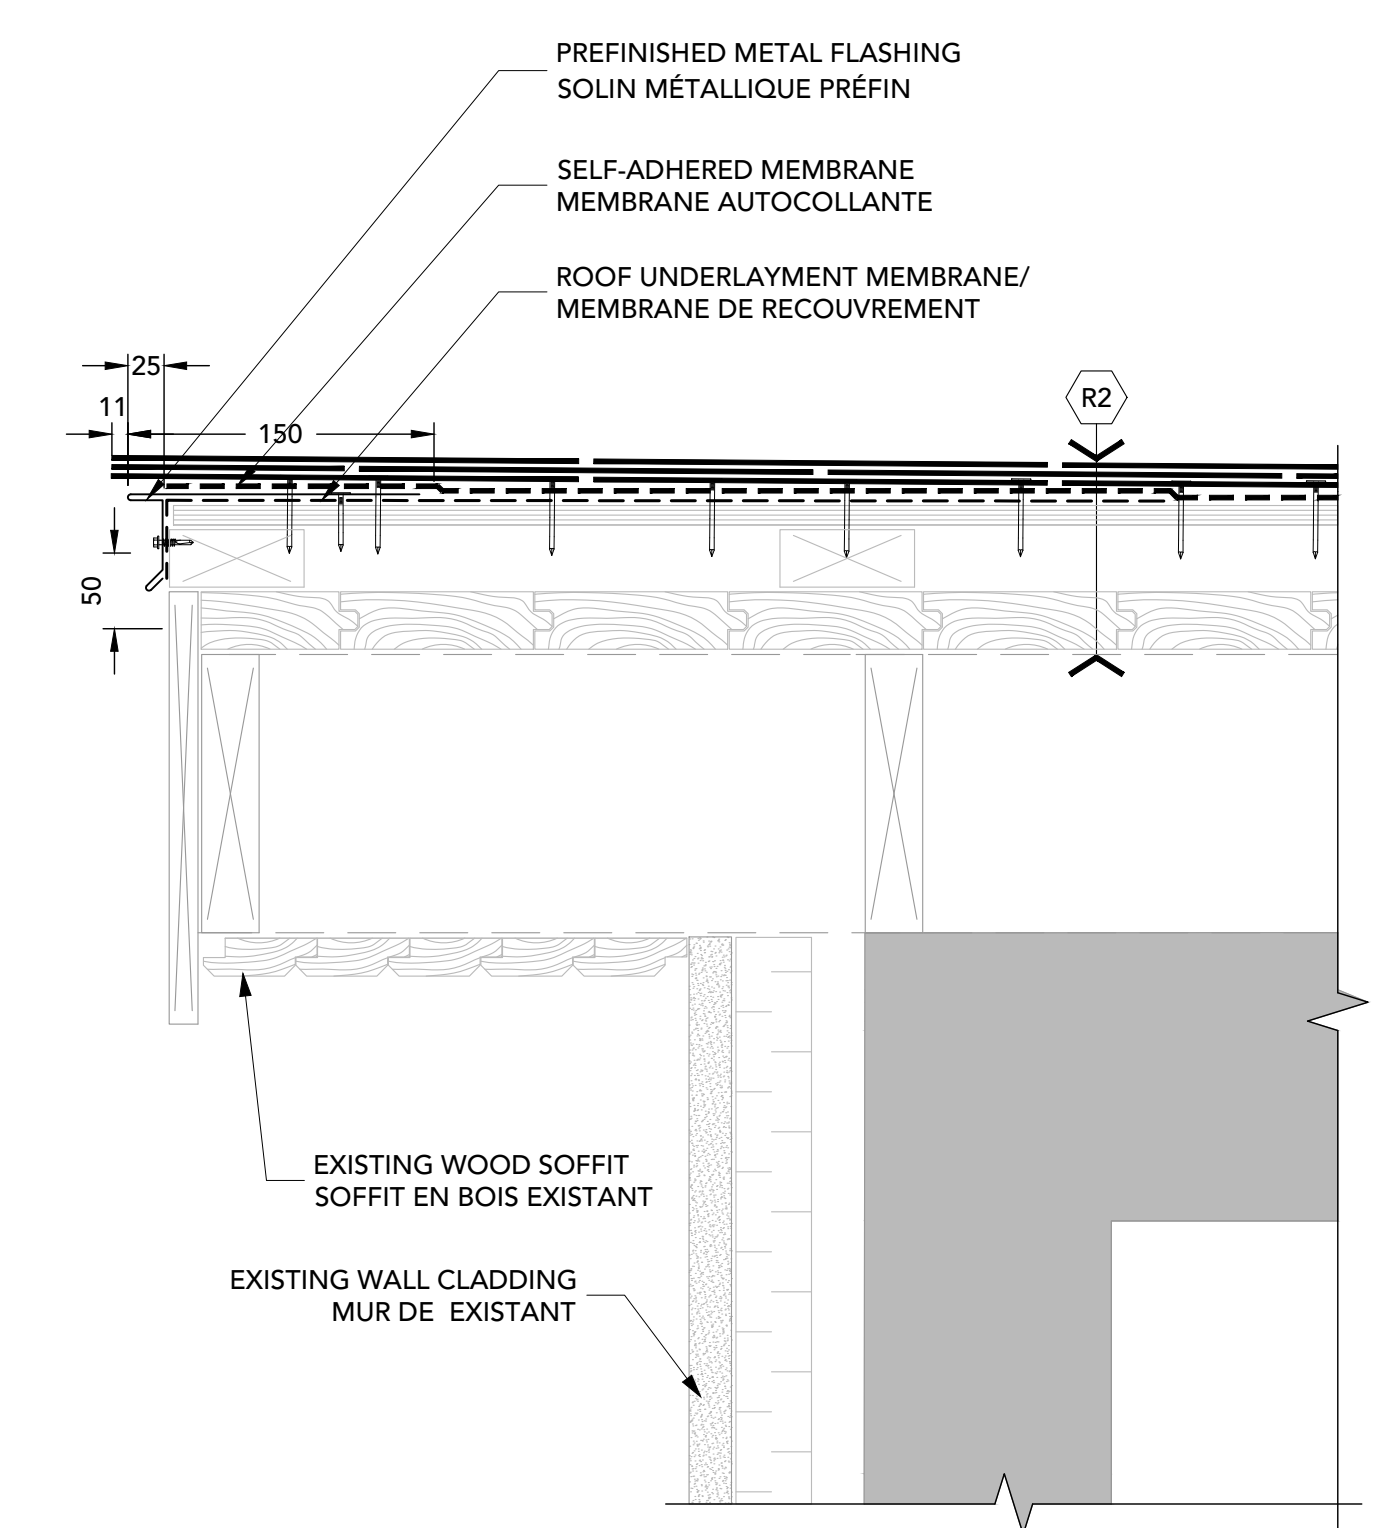 PREFINISHED METAL FLASHING
SOLIN MÉTALLIQUE PRÉFIN
SELF-ADHERED MEMBRANE
MEMBRANE AUTOCOLLANTE
ROOF UNDERLAYMENT MEMBRANE/
MEMBRANE DE RECOUVREMENT
25
11
150
R2
50
EXISTING WOOD SOFFIT
SOFFIT EN BOIS EXISTANT
EXISTING WALL CLADDING
MUR DE EXISTANT